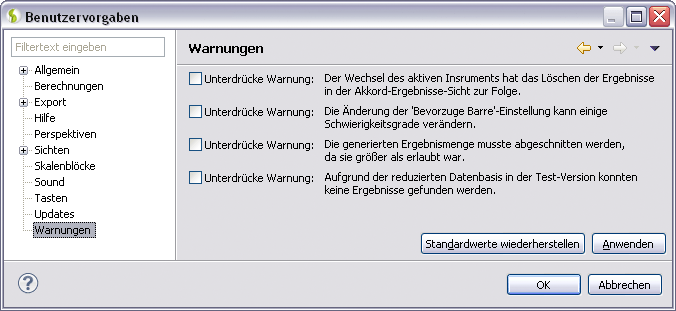 Benutzervorgaben
Filtertext eingeben
Allgemein
Berechnungen
Export
Hilfe
Perspektiven
Sichten
Skalenblöcke
Sound
Tasten
Updates
Warnungen
Warnungen
Unterdrücke Warnung: Der Wechsel des aktiven Insruments hat das Löschen der Ergebnisse
in der Akkord-Ergebnisse-Sicht zur Folge.
Unterdrücke Warnung: Die Änderung der 'Bevorzuge Barre'-Einstellung kann einige
Schwierigkeitsgrade verändern.
Unterdrücke Warnung: Die generierten Ergebnismenge musste abgeschnitten werden,
da sie größer als erlaubt war.
Unterdrücke Warnung: Aufgrund der reduzierten Datenbasis in der Test-Version konnten
keine Ergebnisse gefunden werden.
Standardwerte wiederherstellen Anwenden
OK Abbrechen